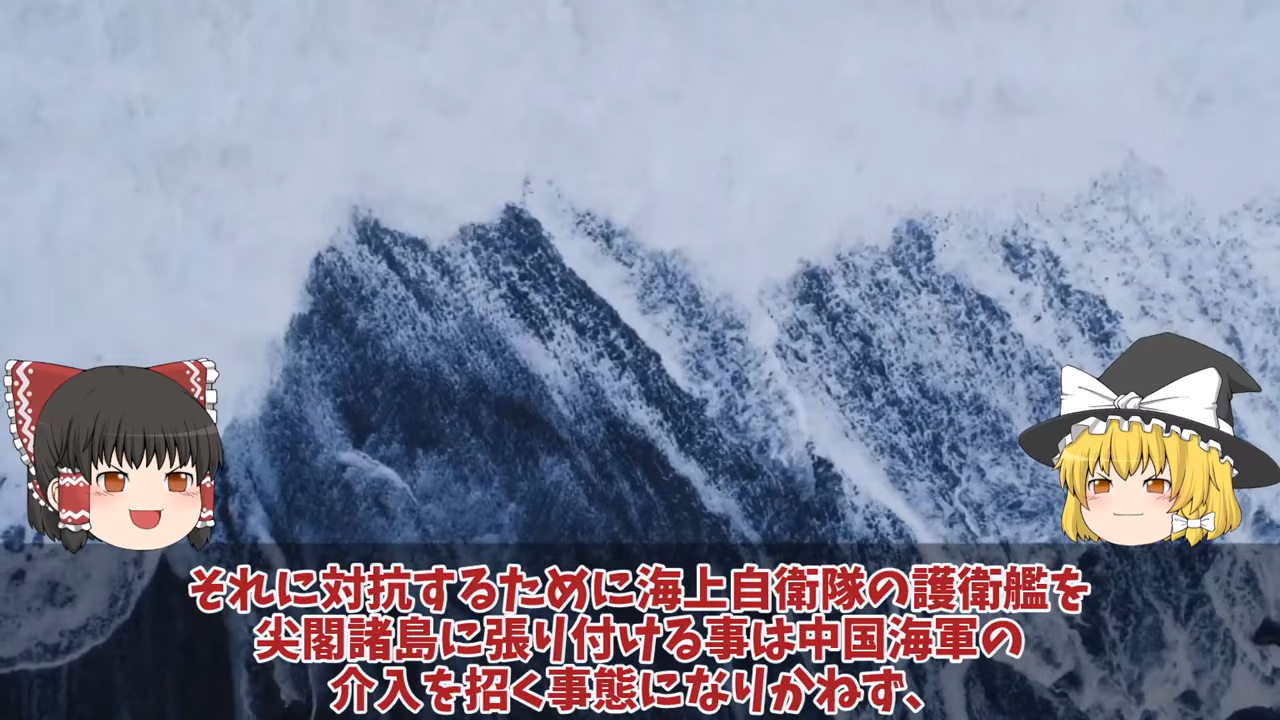 それに対抗するために海上自衛隊の護衛艦を
尖閣諸島に張り付ける事は中国海軍の
介入を招く事態になりかねず、